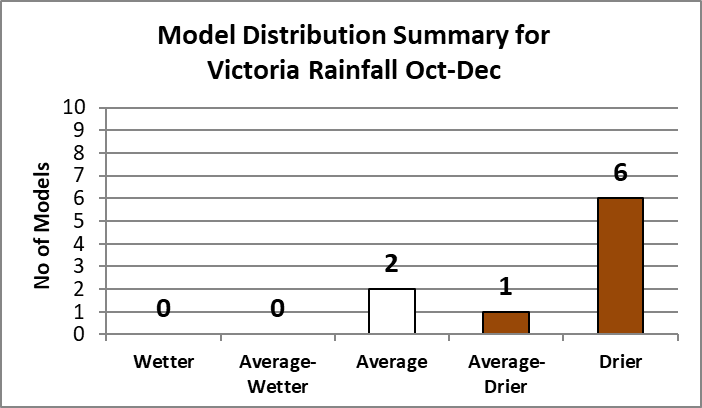 Model Distribution Summary for
Victoria Rainfall Oct-Dec
No of Models
10
9
8
7
6
5
4
3
2
1
0
0
0
2
1
6
Wetter
Average-
Wetter
Average
Average-
Drier
Drier